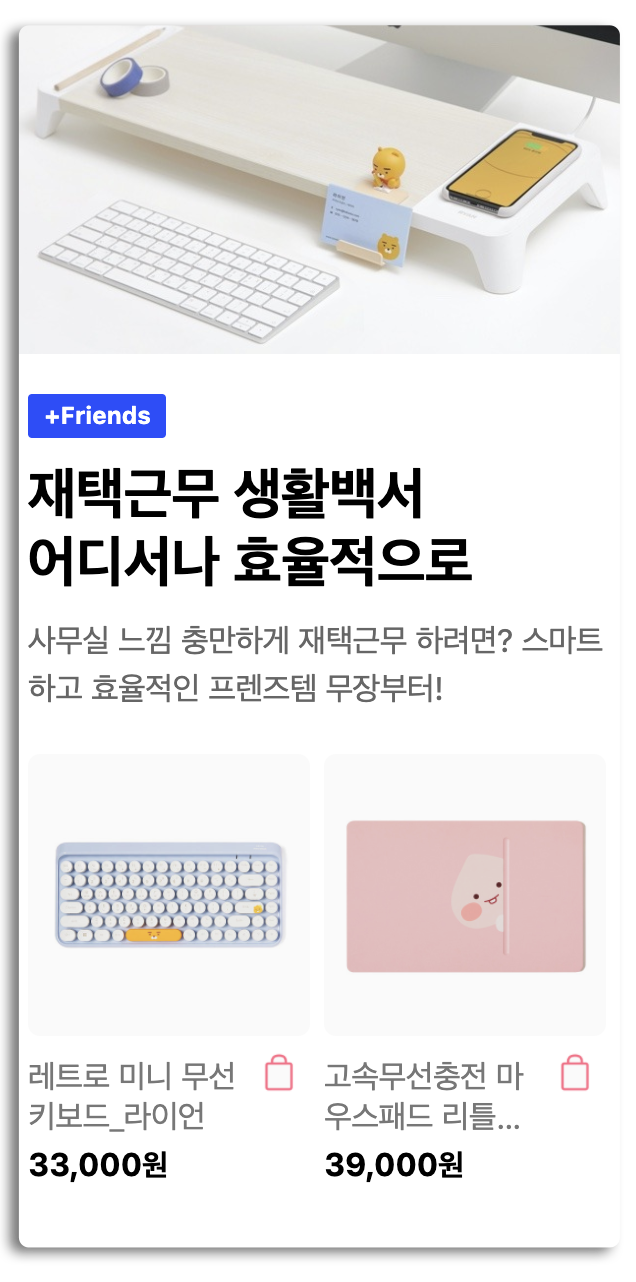 +Friends
재택근무 생활백서
어디서나 효율적으로
사무실 느낌 충만하게 재택근무 하려면? 스마트
하고 효율적인 프렌즈템 무장부터!
레트로 미니 무선
키보드_라이언
33,000원
고속무선충전 마
우스패드 리틀...
39,000원